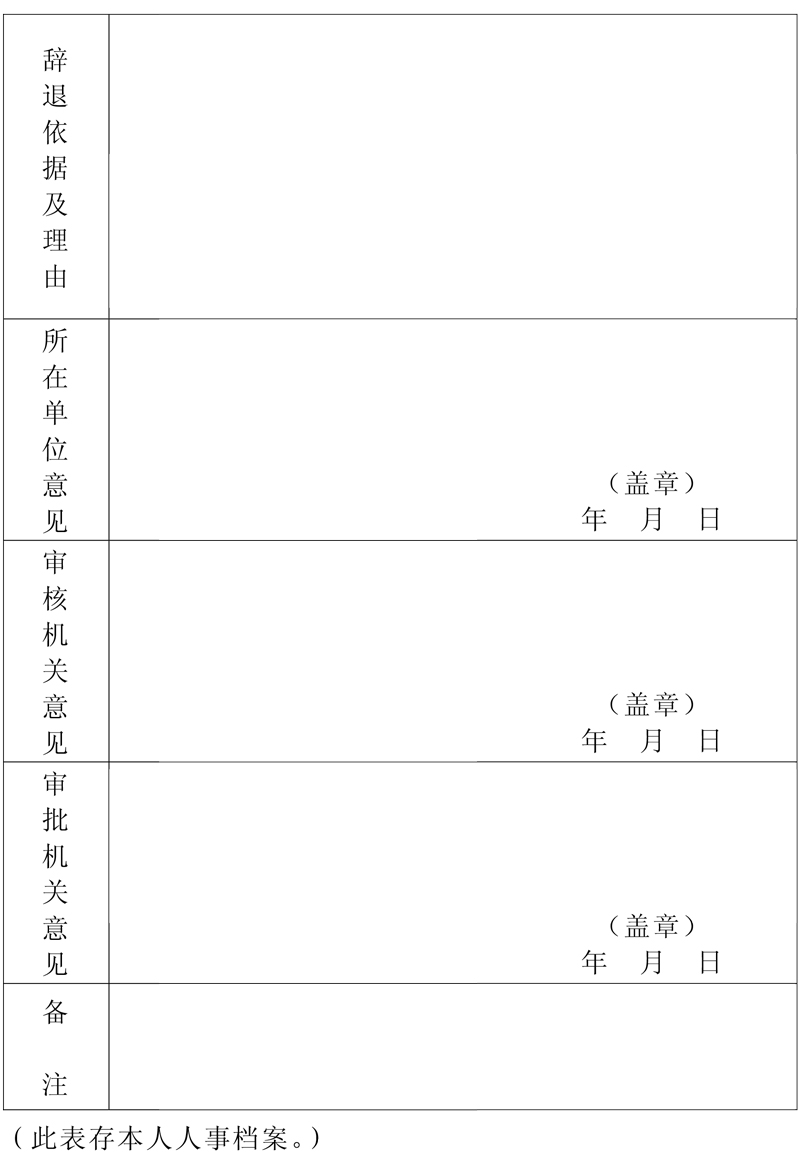 辞退依据及理由
所在单位意见
（盖章）
年 月 日
审核机关意见
（盖章）
年 月 日
审批机关意见
（盖章）
年 月 日
备注
（此表存本人人事档案。）